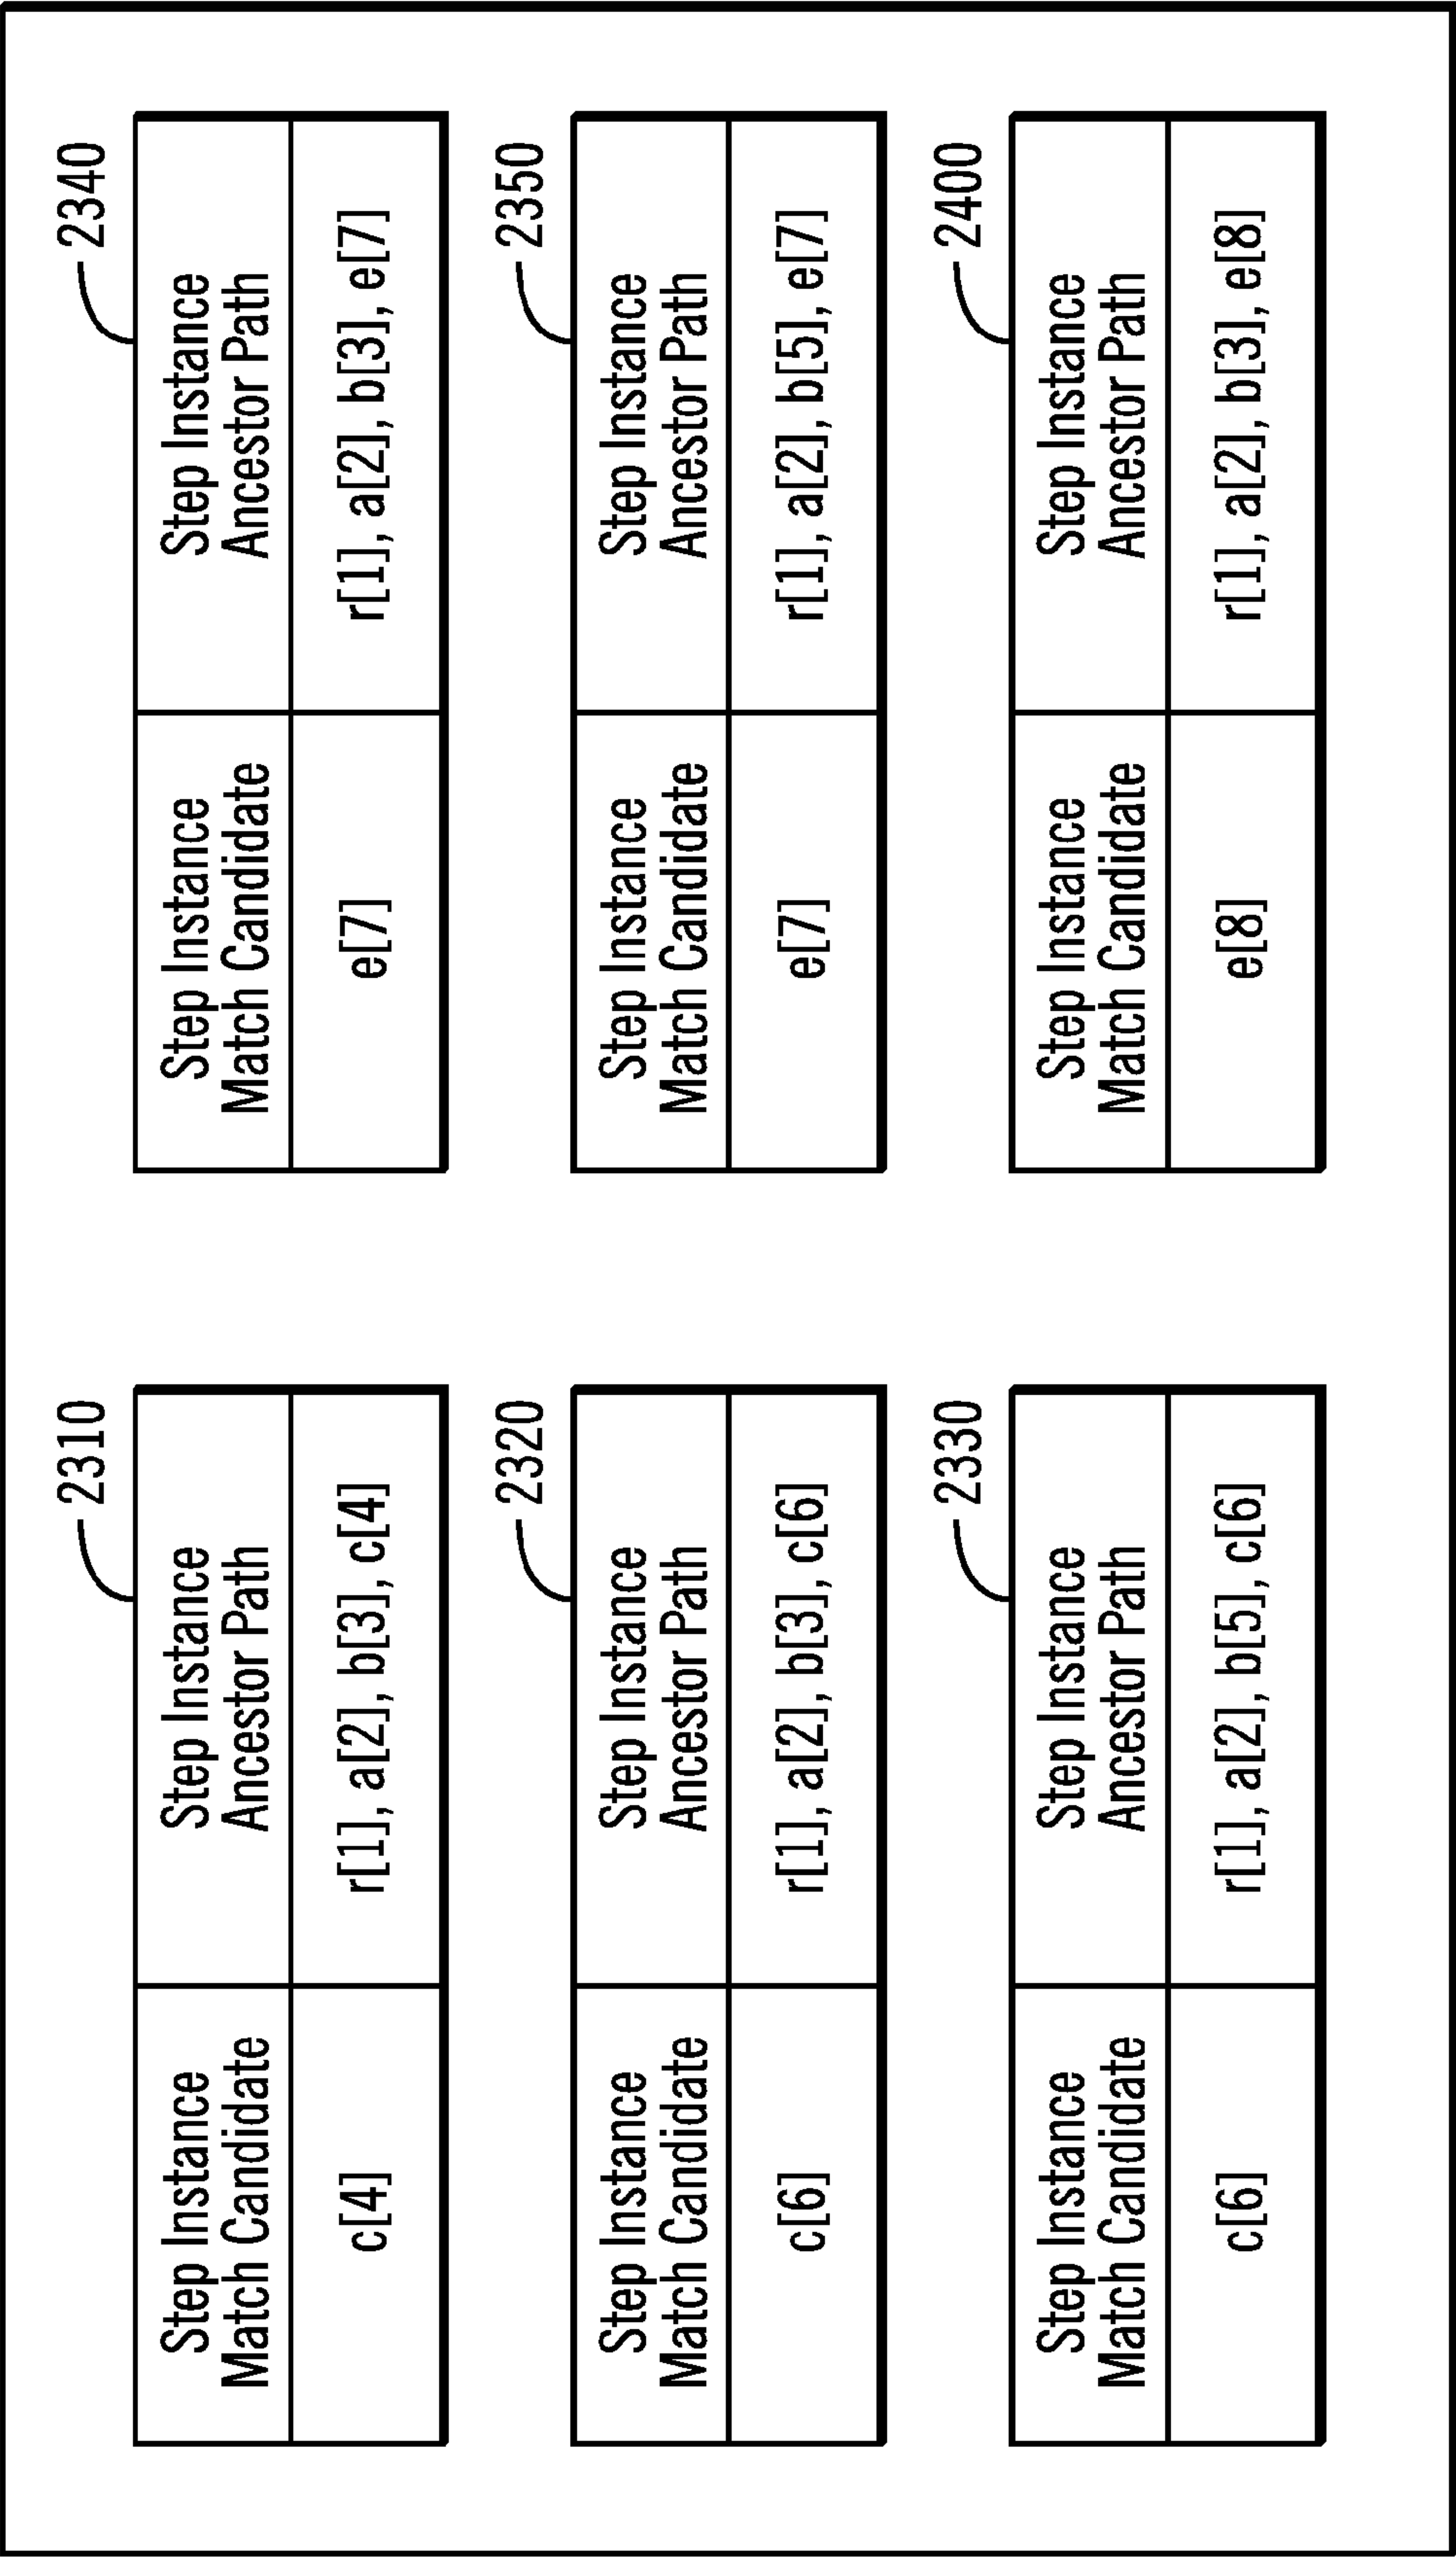 2310
Step Instance
Match Candidate
Step Instance
Ancestor Path
c[4]
r[1], a[2], b[3], c[4]
2320
Step Instance
Match Candidate
Step Instance
Ancestor Path
c[6]
r[1], a[2], b[3], c[6]
2330
Step Instance
Match Candidate
Step Instance
Ancestor Path
c[6]
r[1], a[2], b[5], c[6]
2340
Step Instance
Match Candidate
Step Instance
Ancestor Path
e[7]
r[1], a[2], b[3], e[7]
2350
Step Instance
Match Candidate
Step Instance
Ancestor Path
e[7]
r[1], a[2], b[5], e[7]
2400
Step Instance
Match Candidate
Step Instance
Ancestor Path
e[8]
r[1], a[2], b[3], e[8]